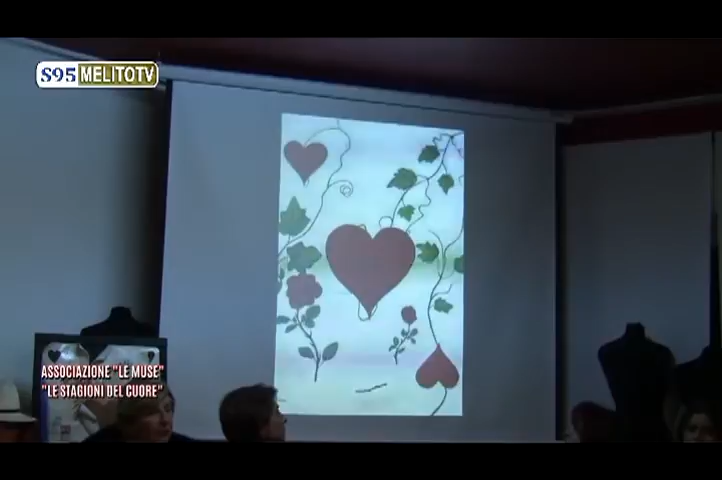 S95 MELITOTV
ASSOCIAZIONE "LE MUSE"
"LE STAGIONI DEL CUORE"